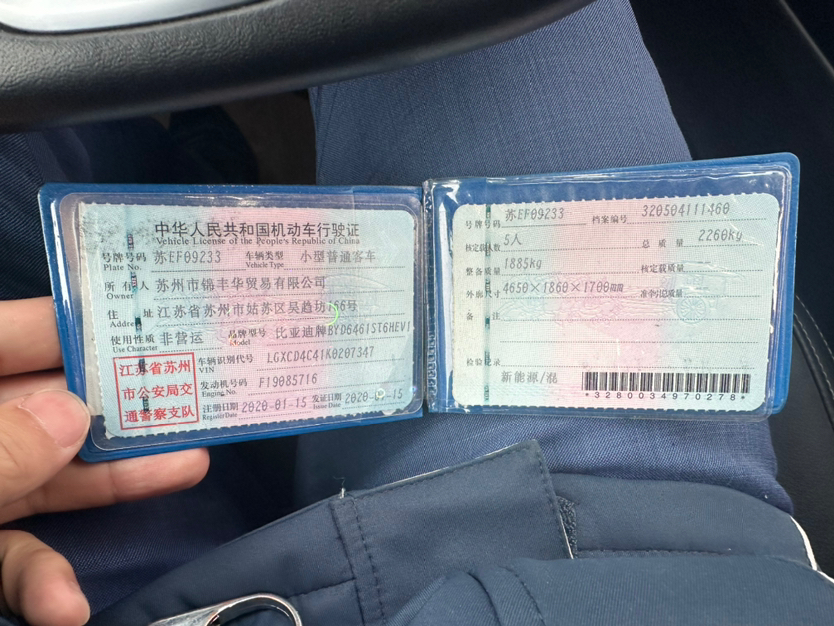 中华人民共和国机动车行驶证
Vehicle License of the People's Republic of China
号牌号码 苏EF09233 车辆类型 小型普通客车
Plate No. Vehicle Type
所有人 苏州市锦丰华贸易有限公司
Owner
住址 江苏省苏州市姑苏区吴趋坊166号
Address
使用性质 非营运 品牌型号 比亚迪牌BYD6461ST6HEV1
Use Character Model
江苏省苏州
市公安局交
通警察支队
车辆识别代号 LGXCD4C41K0207347
VIN
发动机号码 F19085716
Engine No.
注册日期 2020-01-15 发证日期 2020-01-15
Register Date Issue Date
号牌号码 苏EF09233 档案编号 320504111460
核定载人数 5人 总质量 2260kg
整备质量 1885kg 核定载质量 --
外廓尺寸 4650×1860×1700mm 准牵引总质量 --
备注
检验记录
新能源/混
*3280034970278*